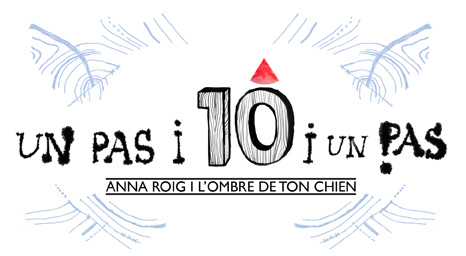 UN PAS i 10 i UN PAS
ANNA ROIG I L'OMBRE DE TON CHIEN